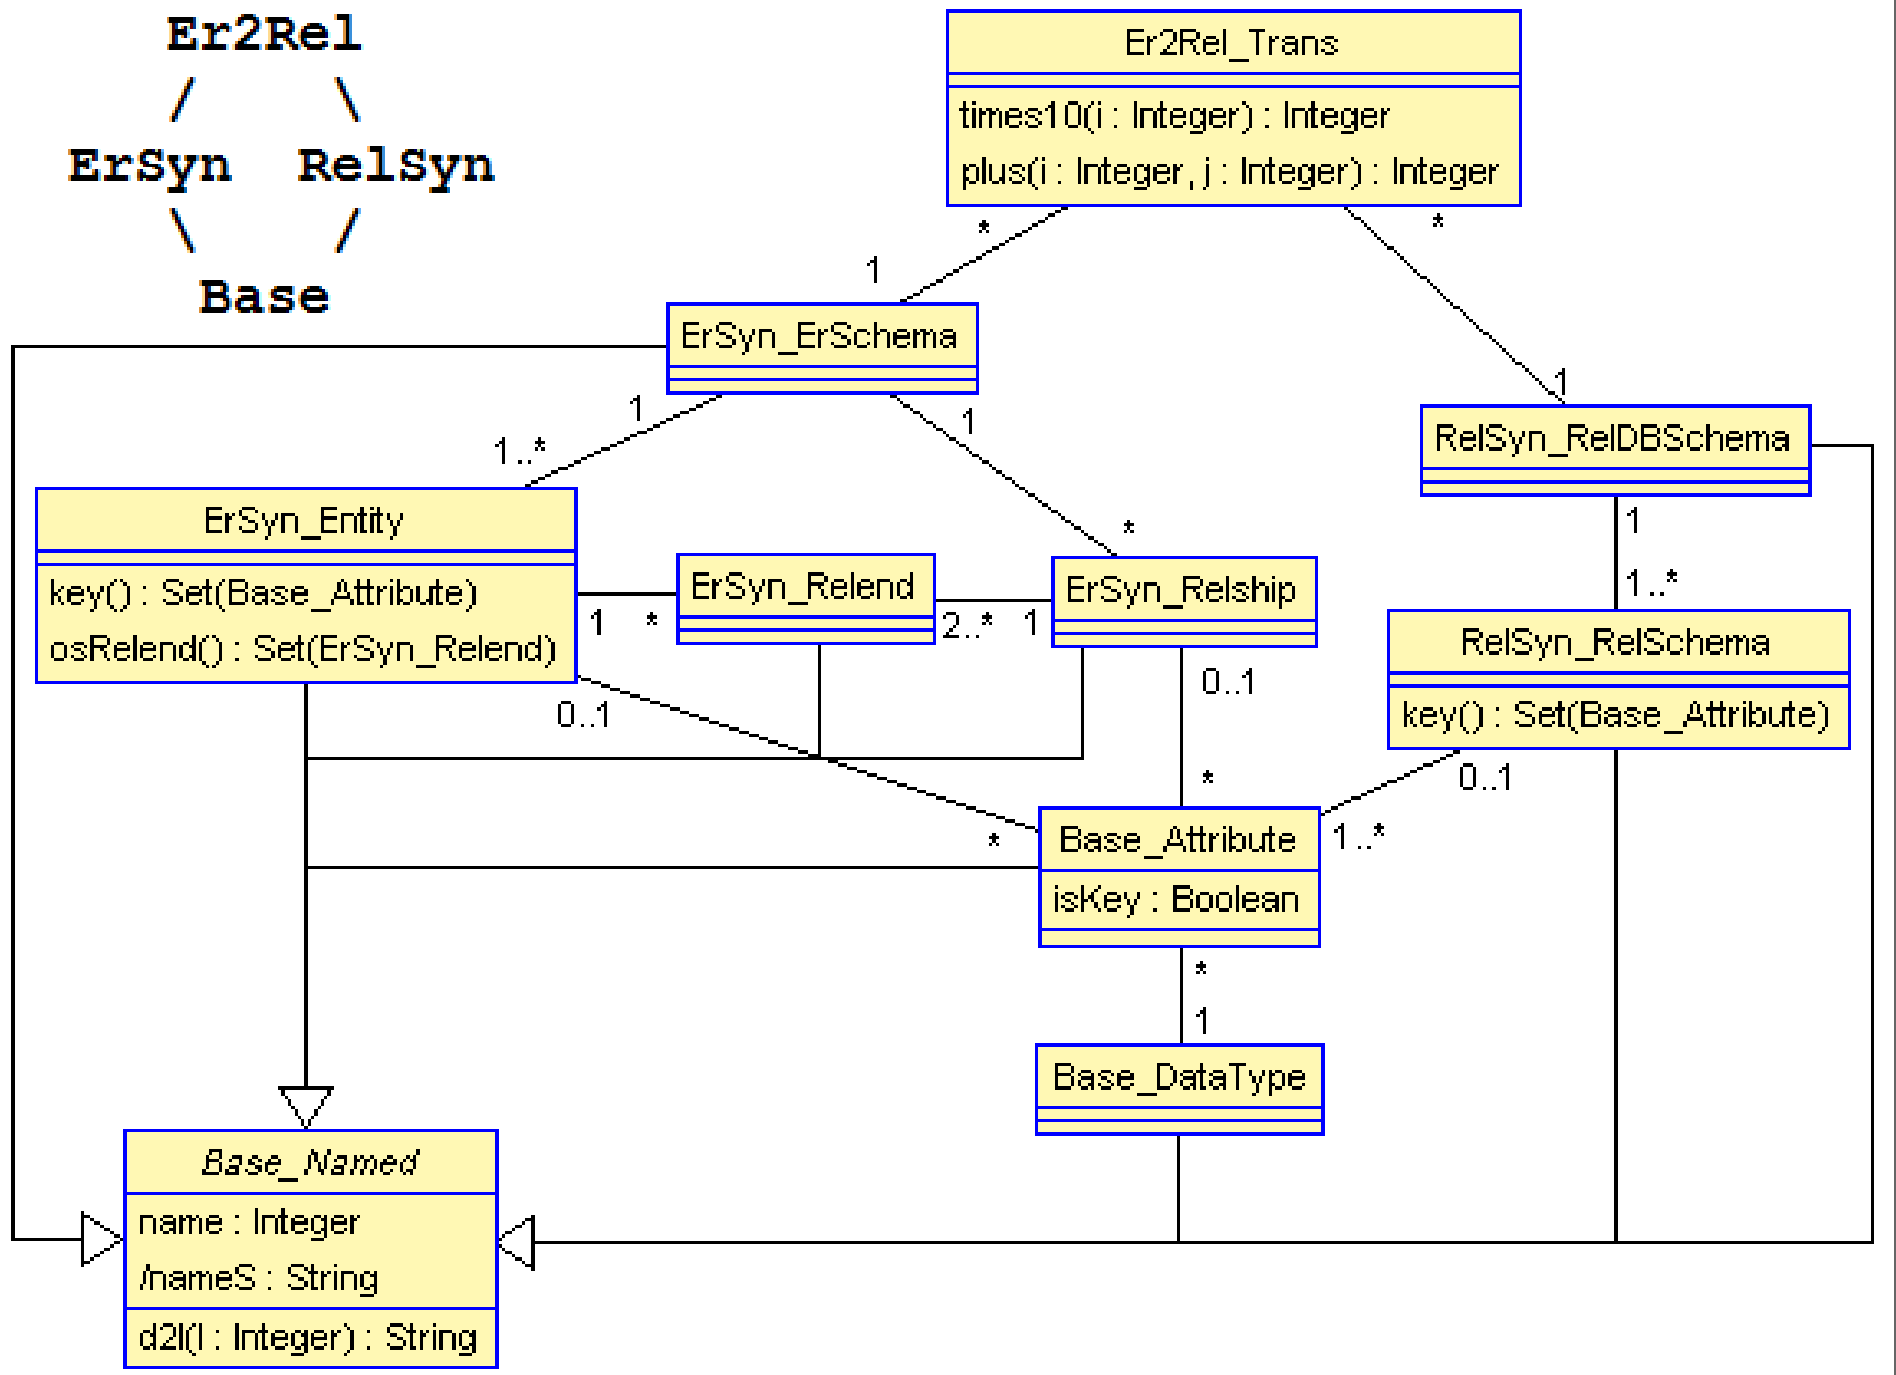 Er2Rel
/ \
ErSyn RelSyn
\ /
Base
Er2Rel_Trans
times10(i : Integer) : Integer
plus(i : Integer, j : Integer) : Integer
* *
1
1
ErSyn_ErSchema
RelSyn_RelDBSchema
1 1
1..*
*
1
1..*
ErSyn_Entity
key() : Set(Base_Attribute)
osRelend() : Set(ErSyn_Relend)
1 *
ErSyn_Relend
2..* 1
ErSyn_Relship
RelSyn_RelSchema
key() : Set(Base_Attribute)
0..1
0..1
0..1
*
*
1..*
Base_Attribute
isKey : Boolean
*
1
Base_DataType
Base_Named
name : Integer
/nameS : String
d2l(I : Integer) : String